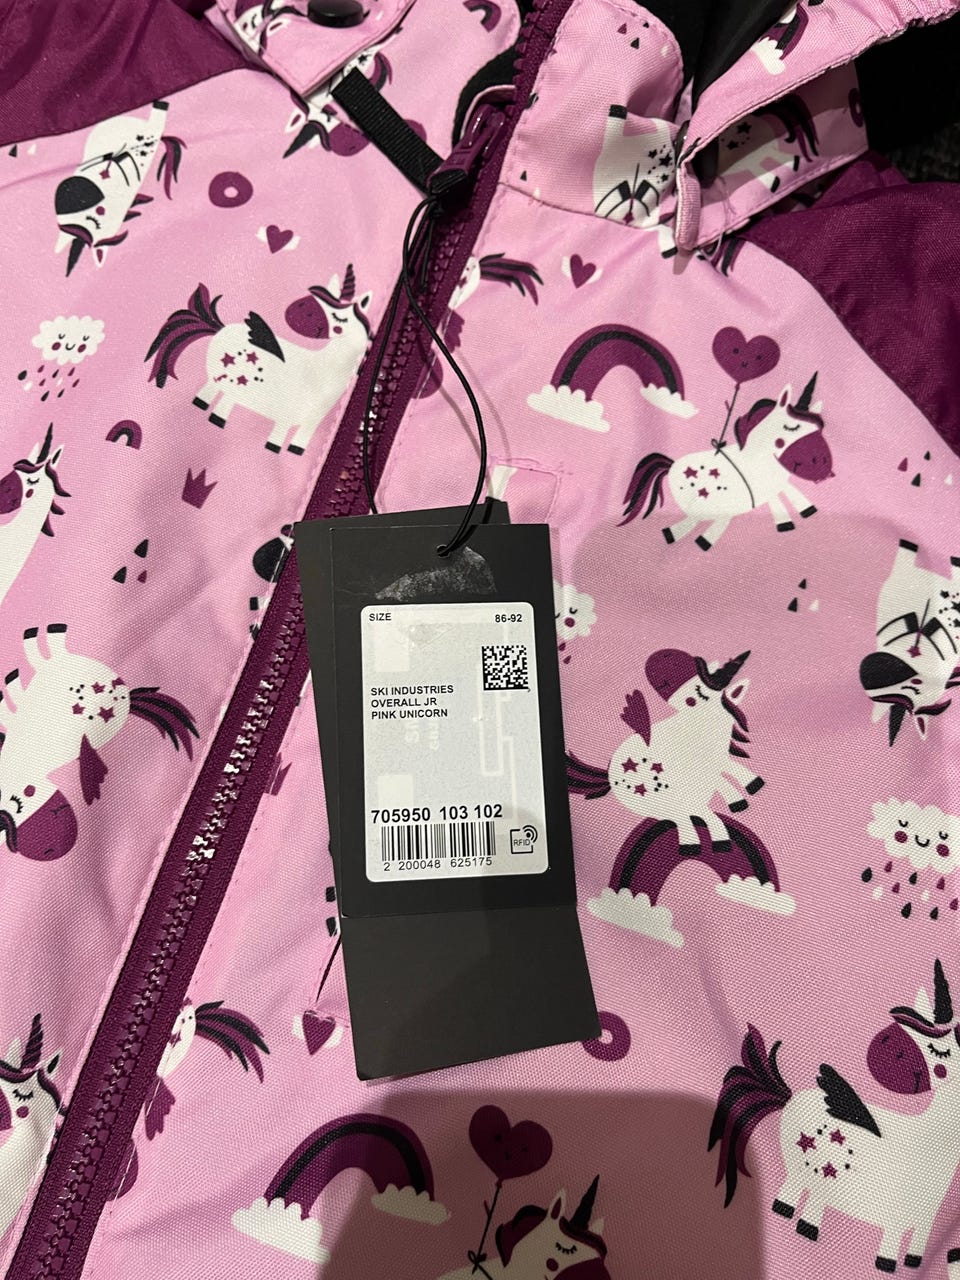 SIZE 86-92
SKI INDUSTRIES
OVERALL JR
PINK UNICORN
705950 103 102
2 200048 625175
RFID